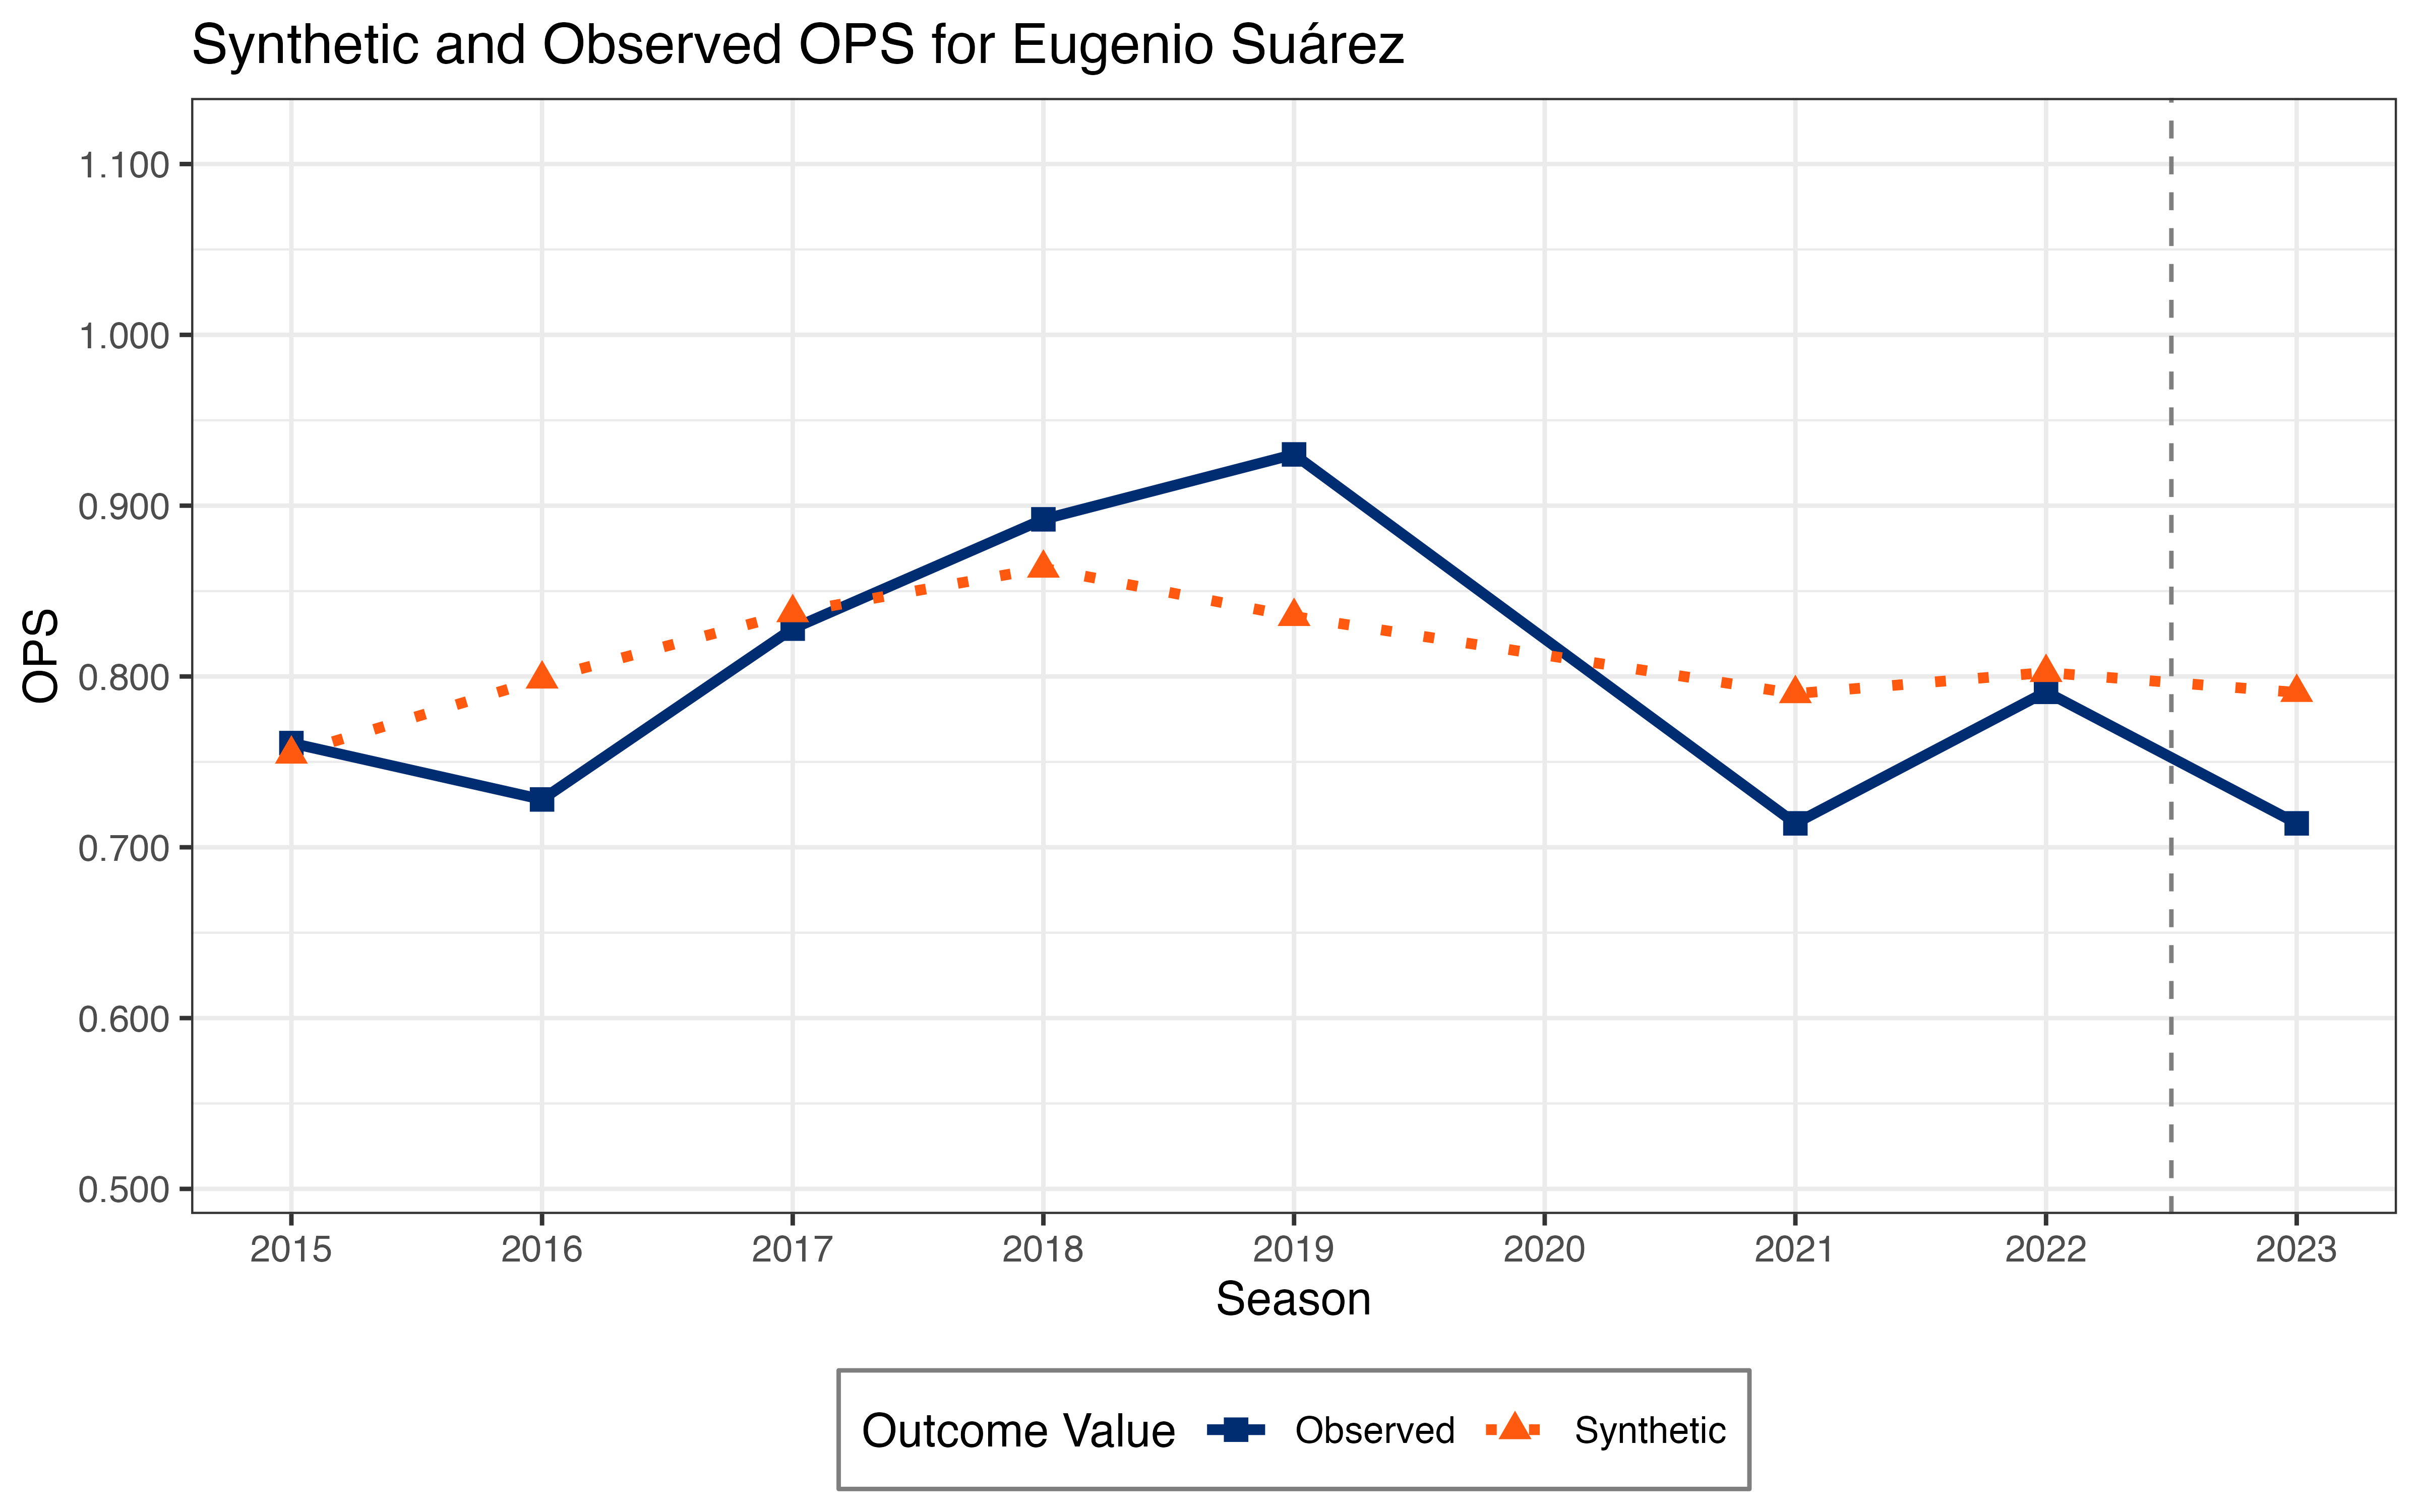 Synthetic and Observed OPS for Eugenio Suárez
1.100
1.000
0.900
0.800
0.700
0.600
0.500
OPS
2015 2016 2017 2018 2019 2020 2021 2022 2023
Season
Outcome Value Observed Synthetic